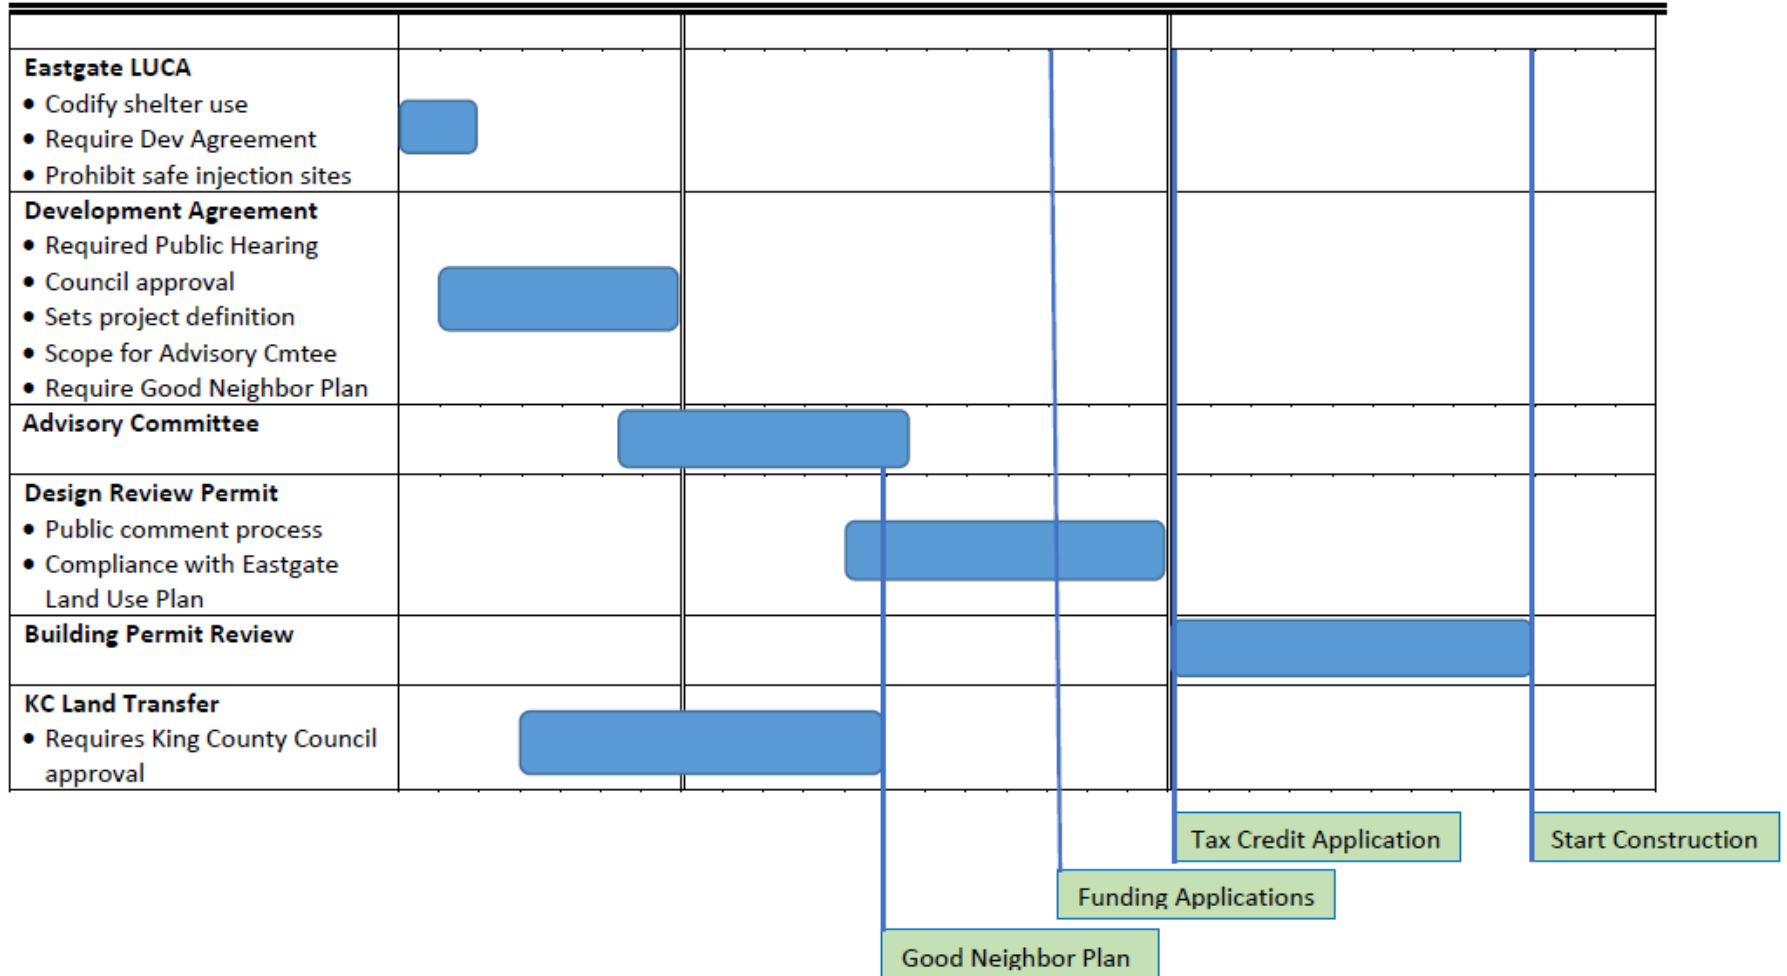 Eastgate LUCA
• Codify shelter use
• Require Dev Agreement
• Prohibit safe injection sites
Development Agreement
• Required Public Hearing
• Council approval
• Sets project definition
• Scope for Advisory Cmtee
• Require Good Neighbor Plan
Advisory Committee
Design Review Permit
• Public comment process
• Compliance with Eastgate
Land Use Plan
Building Permit Review
KC Land Transfer
• Requires King County Council
approval
Tax Credit Application
Start Construction
Funding Applications
Good Neighbor Plan